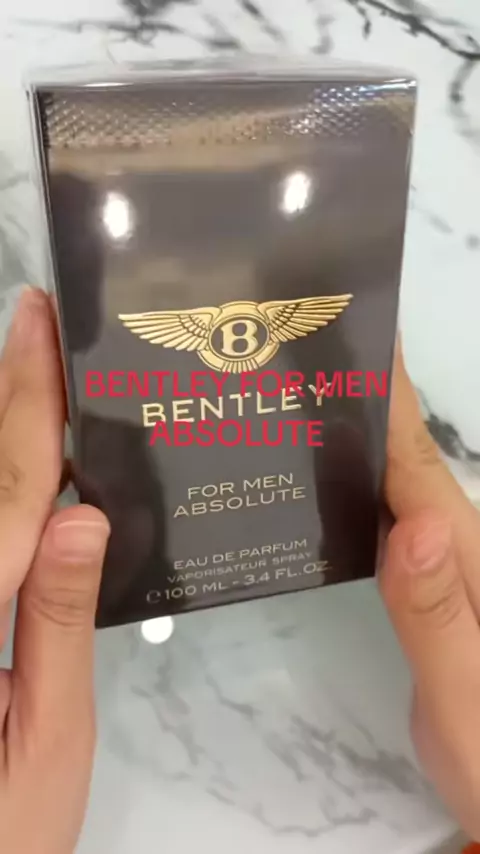 B
BENTLEY FOR MEN
ABSOLUTE
BENTLEY
FOR MEN
ABSOLUTE
EAU DE PARFUM
VAPORISATEUR SPRAY
℮100 ML - 3.4 FL.OZ.